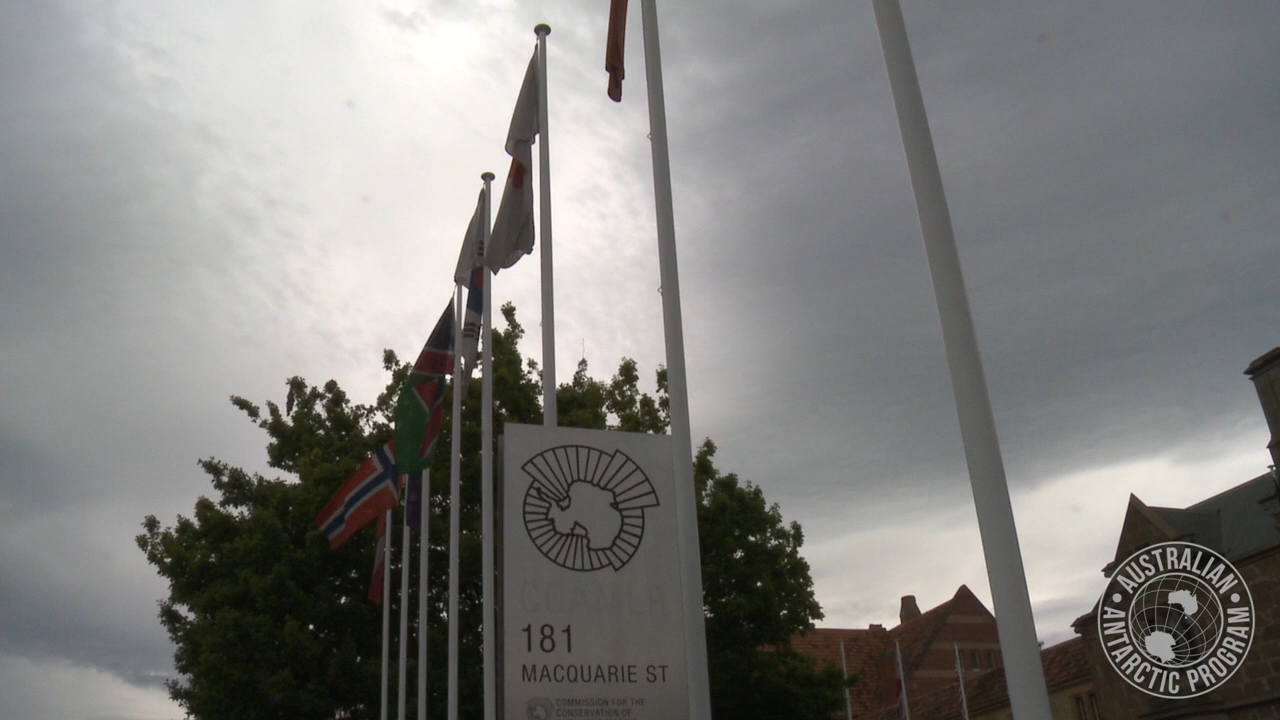 CCAMLR
181
MACQUARIE ST
COMMISSION FOR THE
CONSERVATION OF
AUSTRALIAN
ANTARCTIC PROGRAM